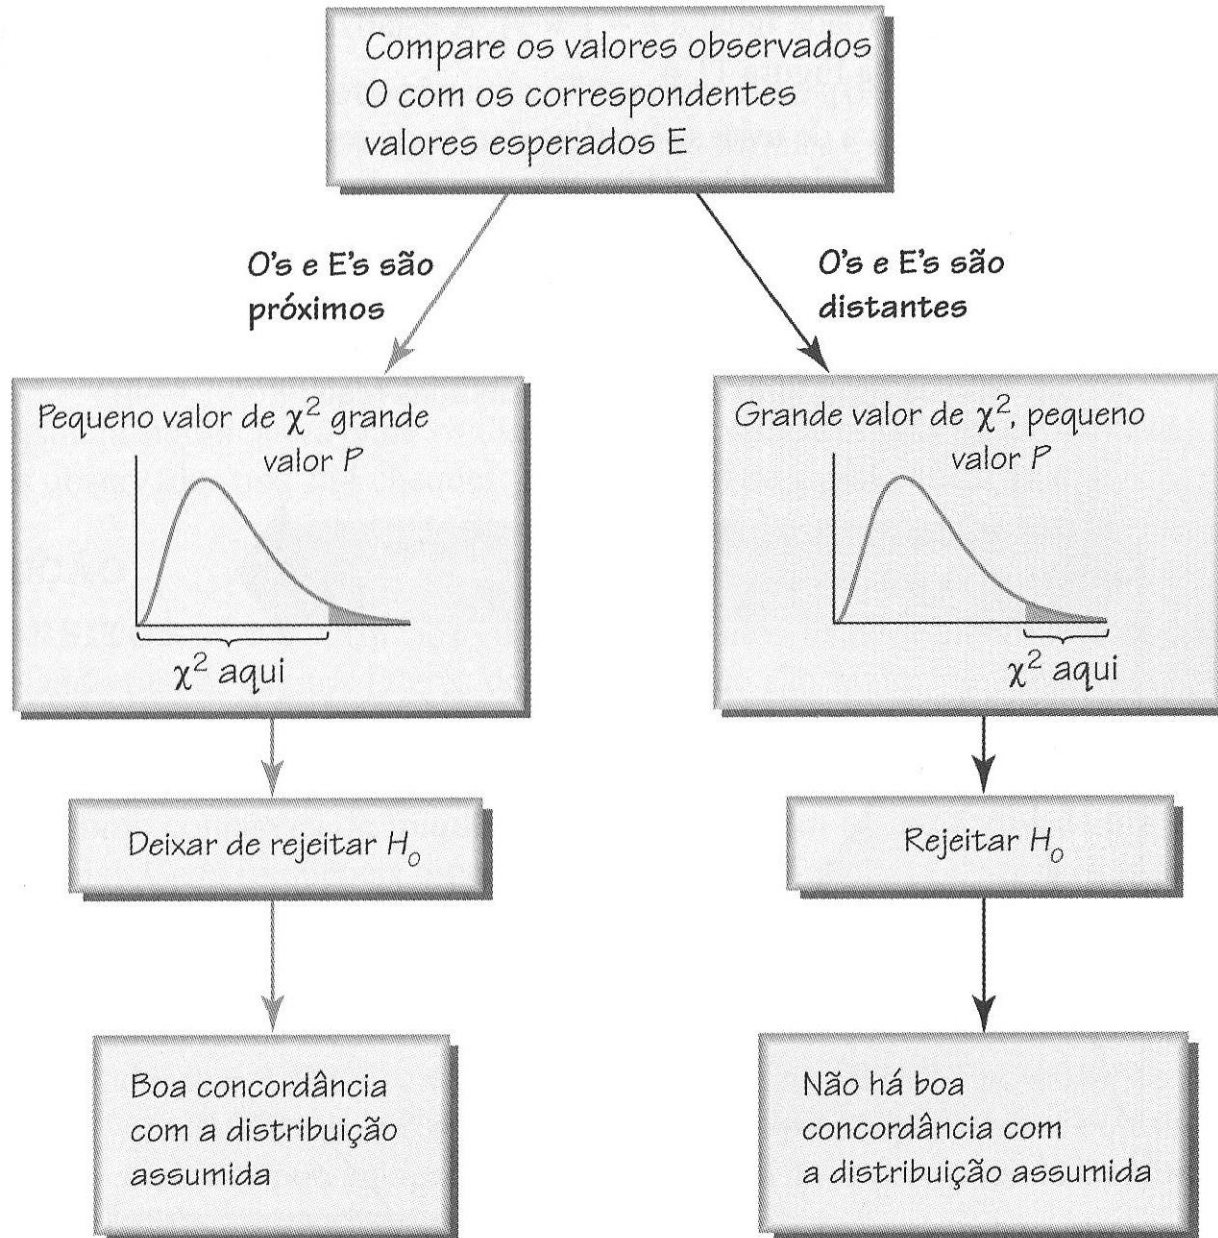 Compare os valores observados
O com os correspondentes
valores esperados E
O's e E's são
próximos
O's e E's são
distantes
Pequeno valor de χ² grande
valor P
χ² aqui
Grande valor de χ², pequeno
valor P
χ² aqui
Deixar de rejeitar H₀
Rejeitar H₀
Boa concordância
com a distribuição
assumida
Não há boa
concordância com
a distribuição assumida